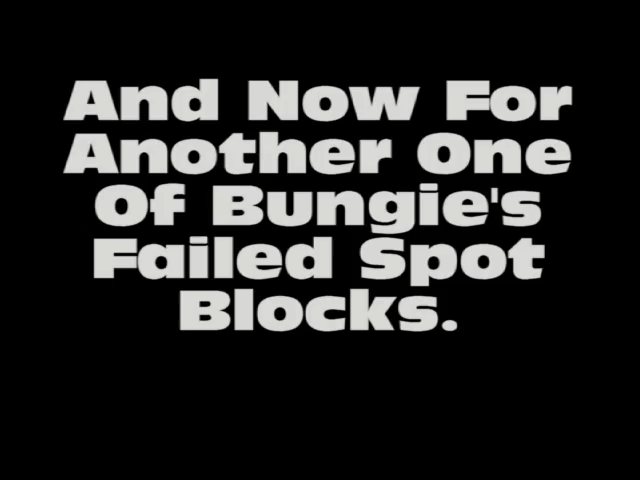 And Now For
Another One
Of Bungie's
Failed Spot
Blocks.